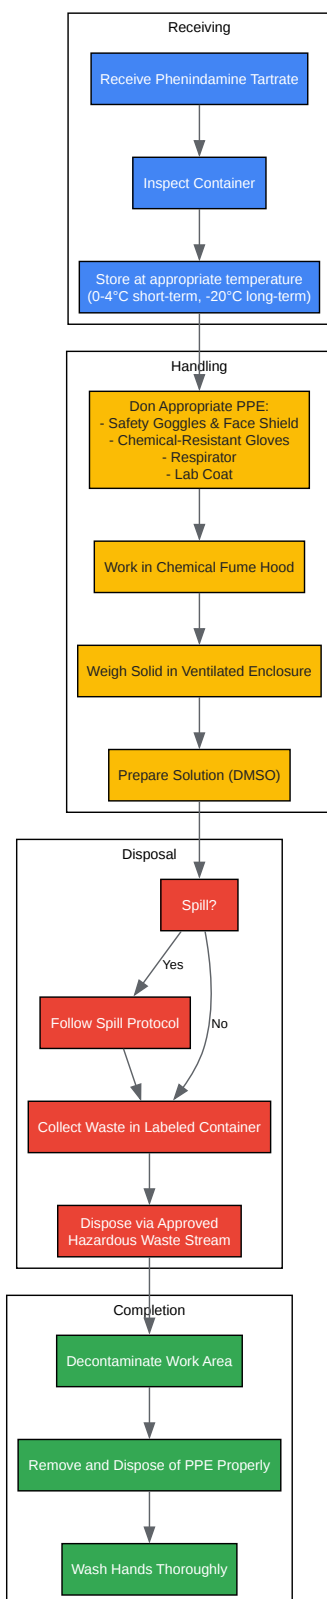 Receiving
Receive Phenindamine Tartrate
Inspect Container
Store at appropriate temperature
(0-4°C short-term, -20°C long-term)
Handling
Don Appropriate PPE:
- Safety Goggles & Face Shield
- Chemical-Resistant Gloves
- Respirator
- Lab Coat
Work in Chemical Fume Hood
Weigh Solid in Ventilated Enclosure
Prepare Solution (DMSO)
Disposal
Spill?
Yes
Follow Spill Protocol
No
Collect Waste in Labeled Container
Dispose via Approved
Hazardous Waste Stream
Completion
Decontaminate Work Area
Remove and Dispose of PPE Properly
Wash Hands Thoroughly